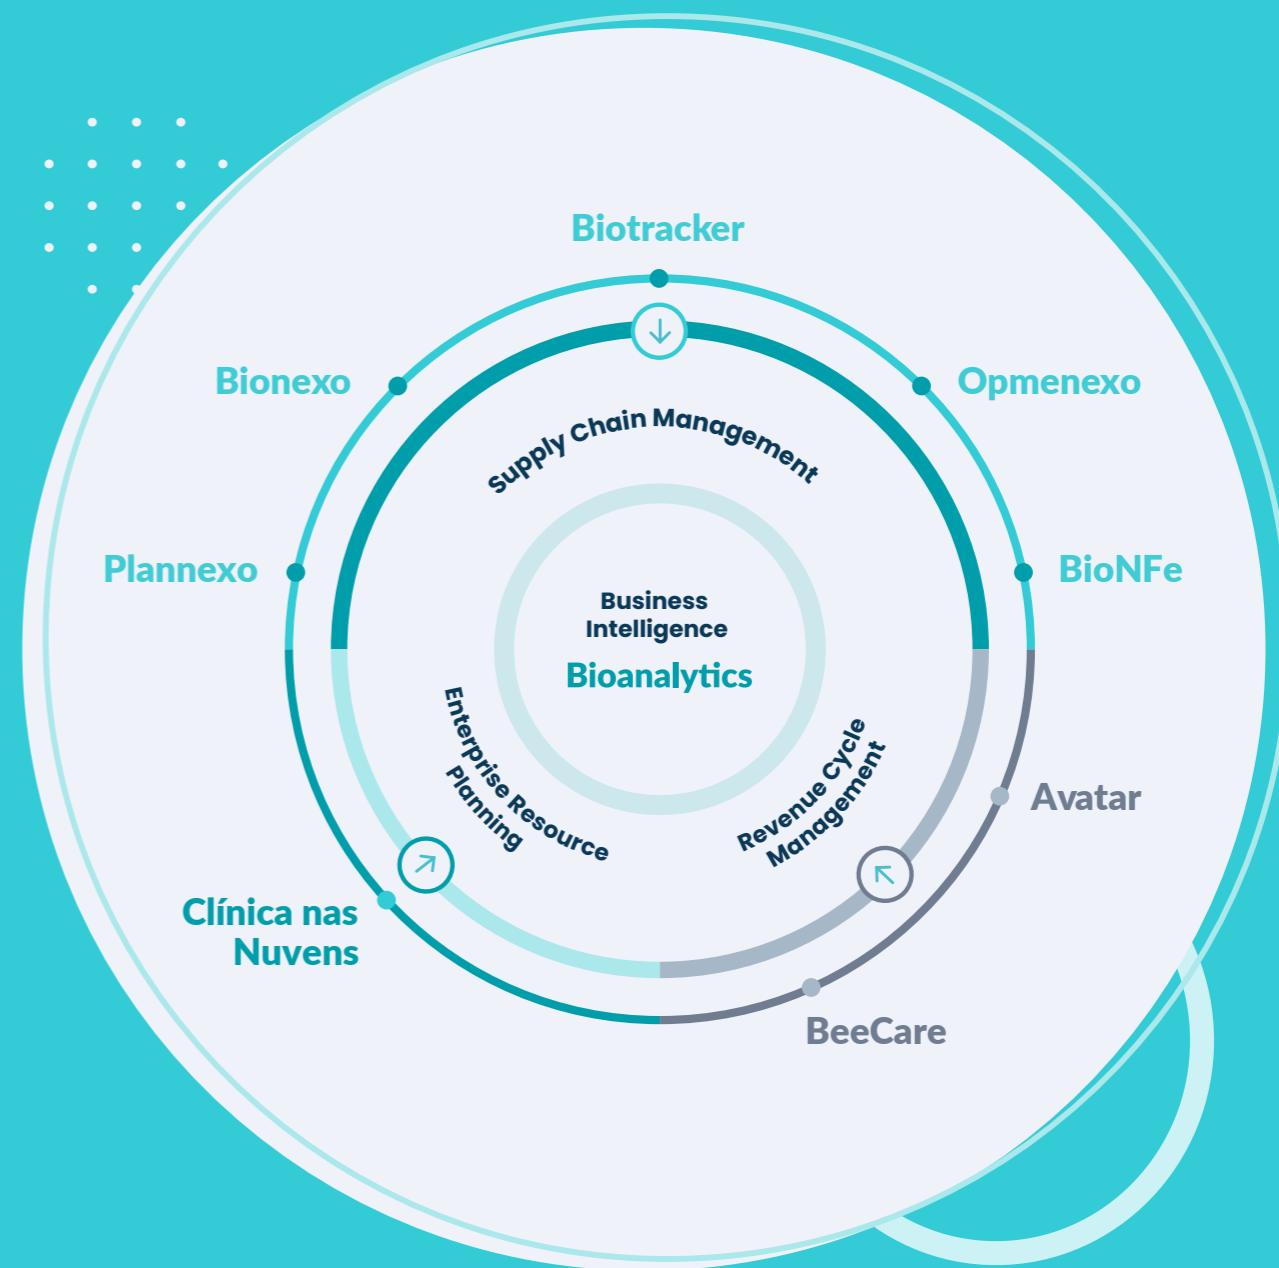 Biotracker
Bionexo
Opmenexo
Supply Chain Management
Plannexo
BioNFe
Business
Intelligence
Bioanalytics
Enterprise Resource
Planning
Revenue Cycle
Management
Avatar
Clínica nas
Nuvens
BeeCare